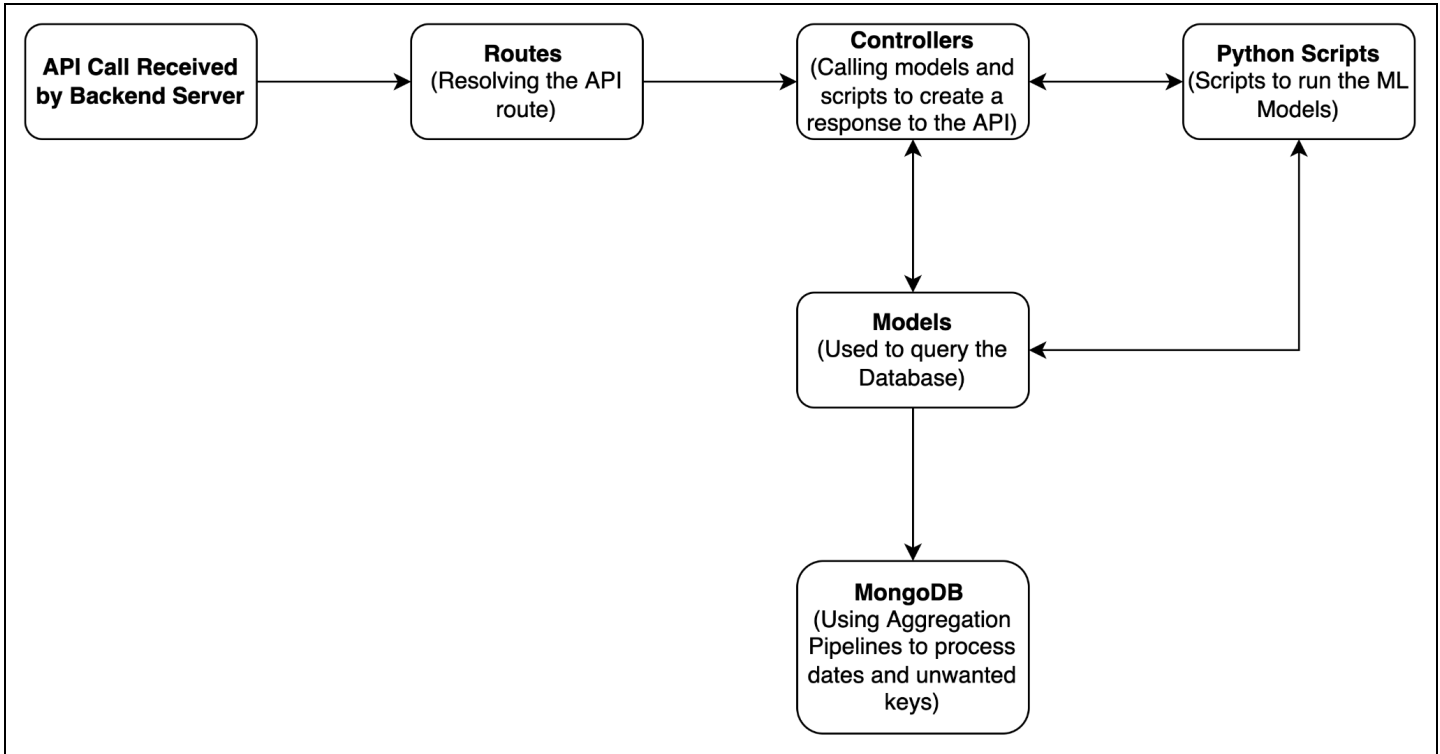 API Call Received
by Backend Server
Routes
(Resolving the API
route)
Controllers
(Calling models and
scripts to create a
response to the API)
Python Scripts
(Scripts to run the ML
Models)
Models
(Used to query the
Database)
MongoDB
(Using Aggregation
Pipelines to process
dates and unwanted
keys)